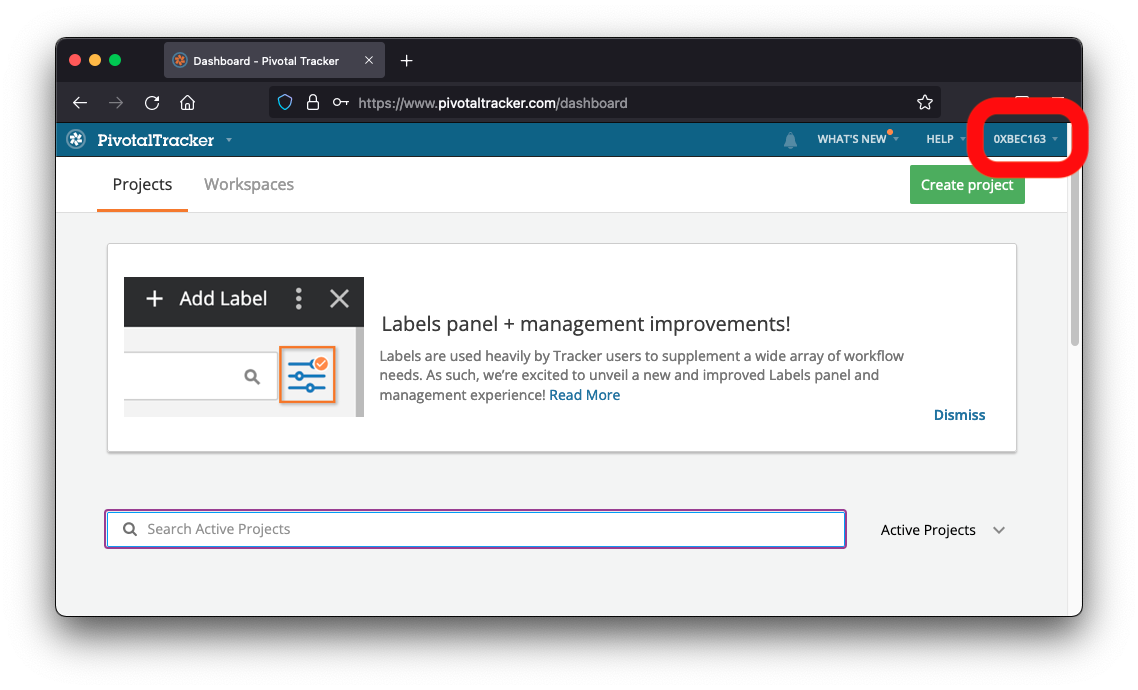 Dashboard - Pivotal Tracker
https://www.pivotaltracker.com/dashboard
PivotalTracker
WHAT'S NEW
HELP
0XBEC163
Projects
Workspaces
Create project
+ Add Label
Labels panel + management improvements!
Labels are used heavily by Tracker users to supplement a wide array of workflow
needs. As such, we’re excited to unveil a new and improved Labels panel and
management experience! Read More
Dismiss
Search Active Projects
Active Projects